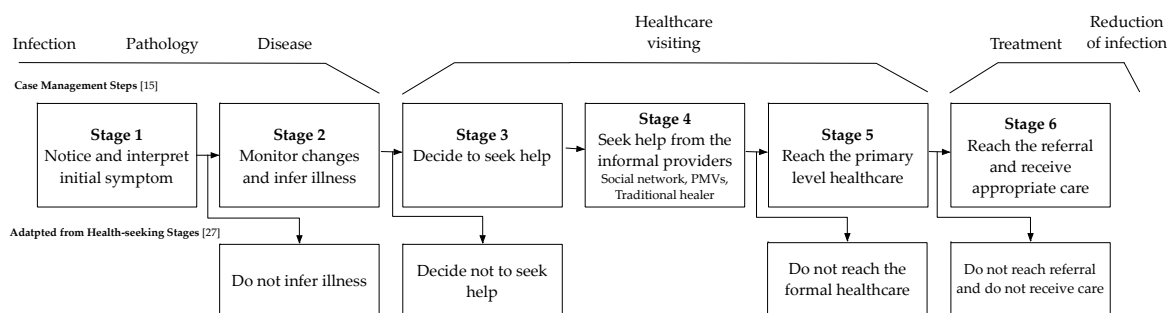 Healthcare
visiting
Reduction
of infection
Infection
Pathology
Disease
Treatment
Case Management Steps [15]
Stage 1
Notice and interpret
initial symptom
Stage 2
Monitor changes
and infer illness
Stage 3
Decide to seek help
Stage 4
Seek help from the
informal providers
Social network, PMVs,
Traditional healer
Stage 5
Reach the primary
level healthcare
Stage 6
Reach the referral
and receive
appropriate care
Adatpted from Health-seeking Stages [27]
Do not infer illness
Decide not to seek
help
Do not reach the
formal healthcare
Do not reach referral
and do not receive care